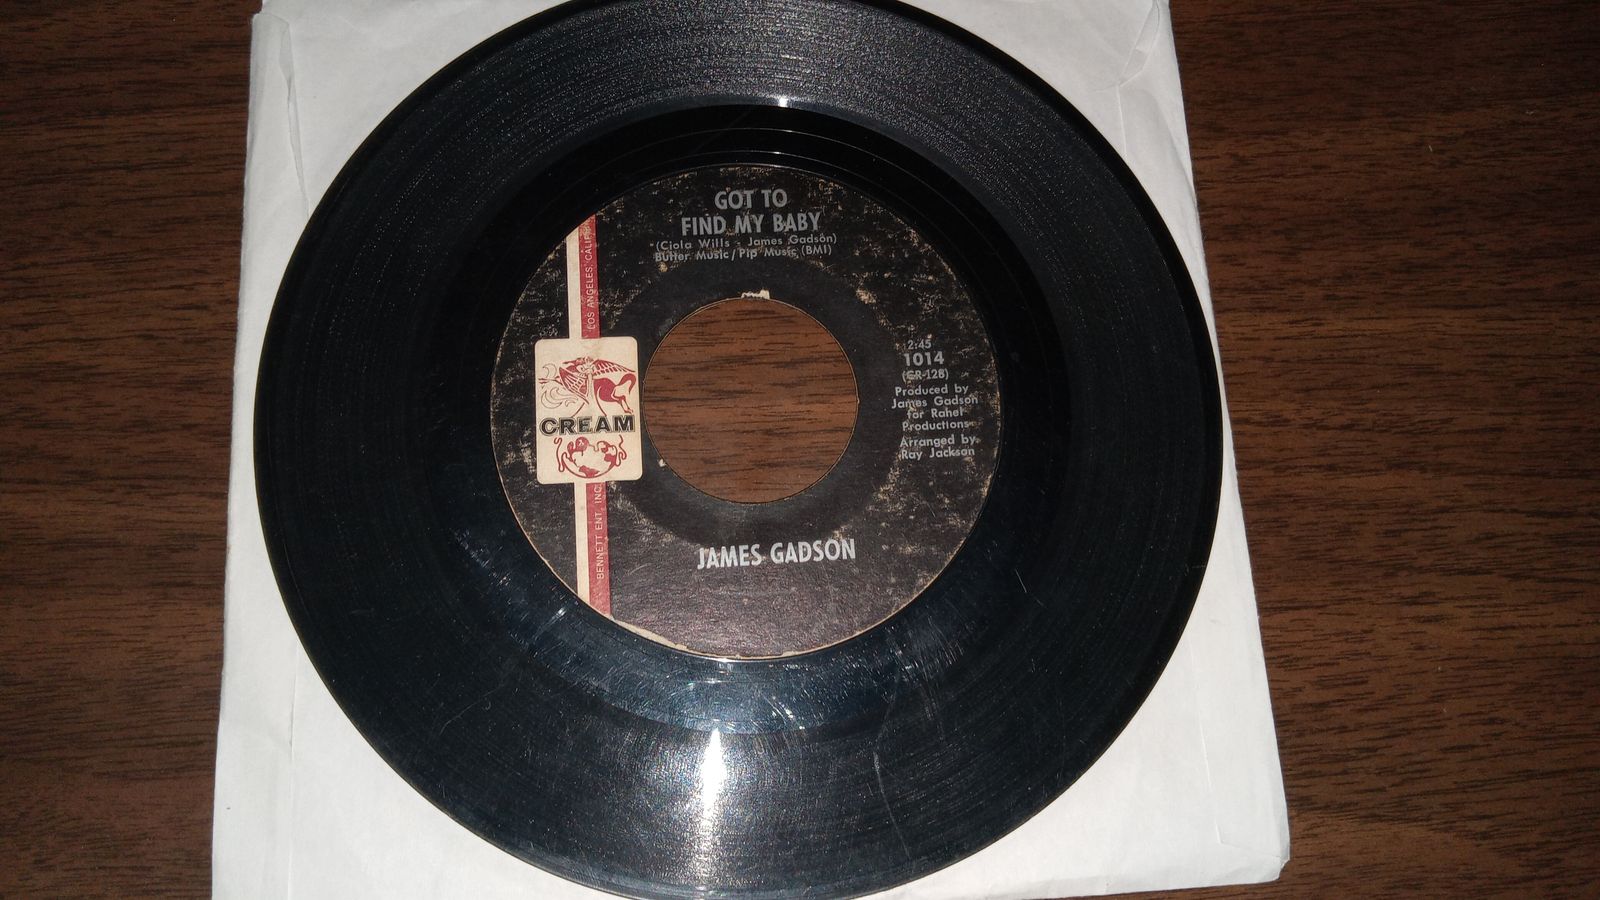 GOT TO
FIND MY BABY
(Ciola Wills - James Gadson)
Butter Music/Pip Music (BMI)
LOS ANGELES, CALIF.
2:45
1014
(CR-128)
Produced by
James Gadson
for Rahel
Productions
Arranged by
Ray Jackson
CREAM
BENNETT ENT., INC.
JAMES GADSON